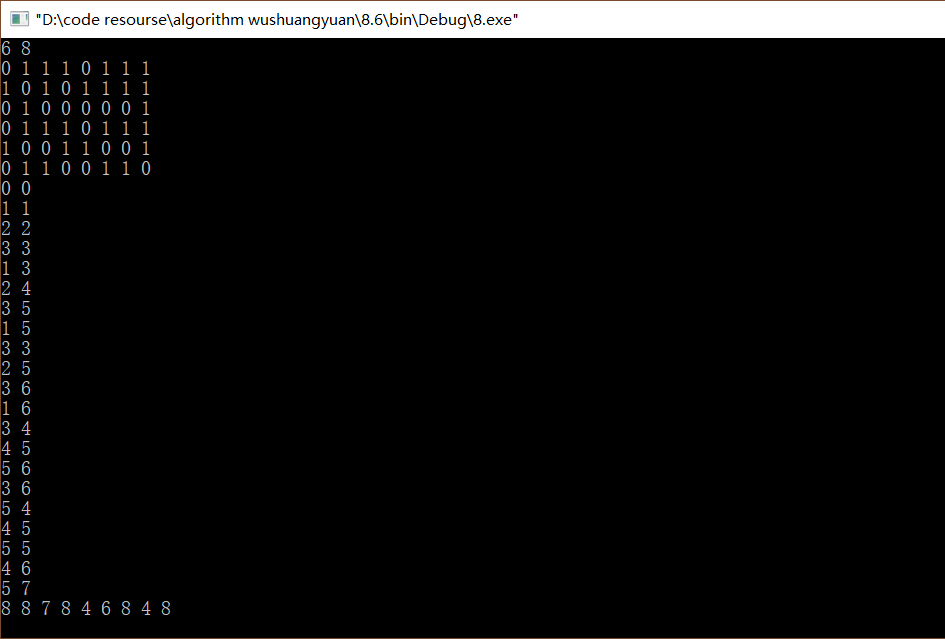 "D:\code resourse\algorithm wushuangyuan\8.6\bin\Debug\8.exe"
6 8
0 1 1 1 0 1 1 1
1 0 1 0 1 1 1 1
0 1 0 0 0 0 0 1
0 1 1 1 0 1 1 1
1 0 0 1 1 0 0 1
0 1 1 0 0 1 1 0
0 0
1 1
2 2
3 3
1 3
2 4
3 5
1 5
3 3
2 5
3 6
1 6
3 4
4 5
5 6
3 6
5 4
4 5
5 5
4 6
5 7
8 8 7 8 4 6 8 4 8